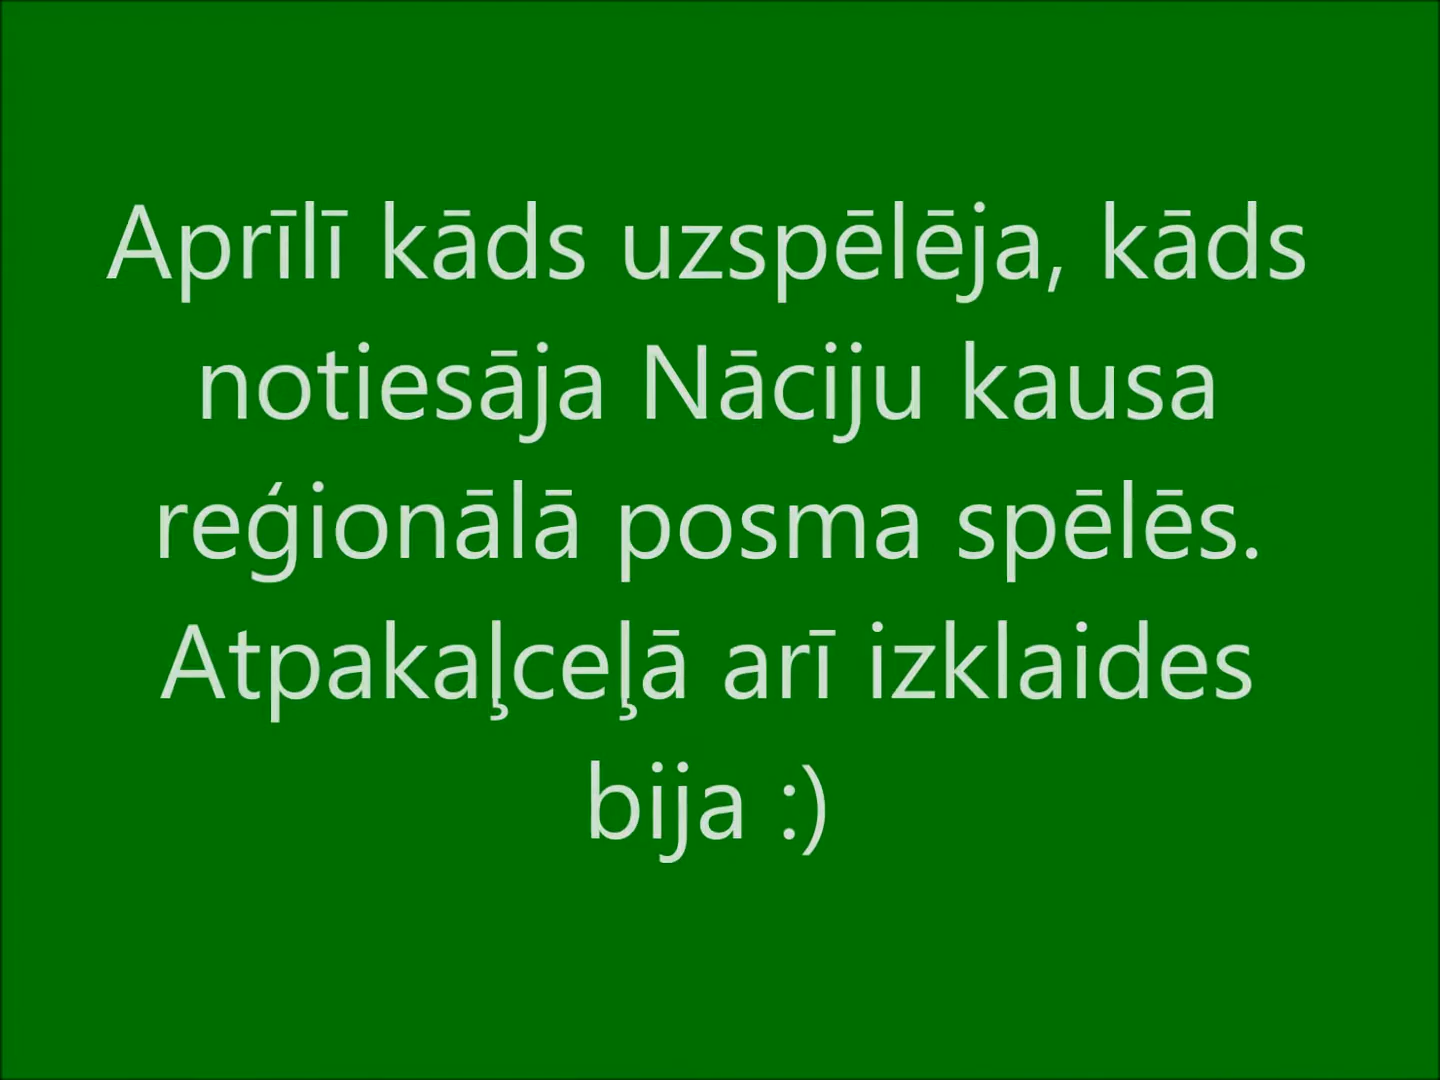 Aprīlī kāds uzspēlēja, kāds
notiesāja Nāciju kausa
reģionālā posma spēlēs.
Atpakaļceļā arī izklaides
bija :)